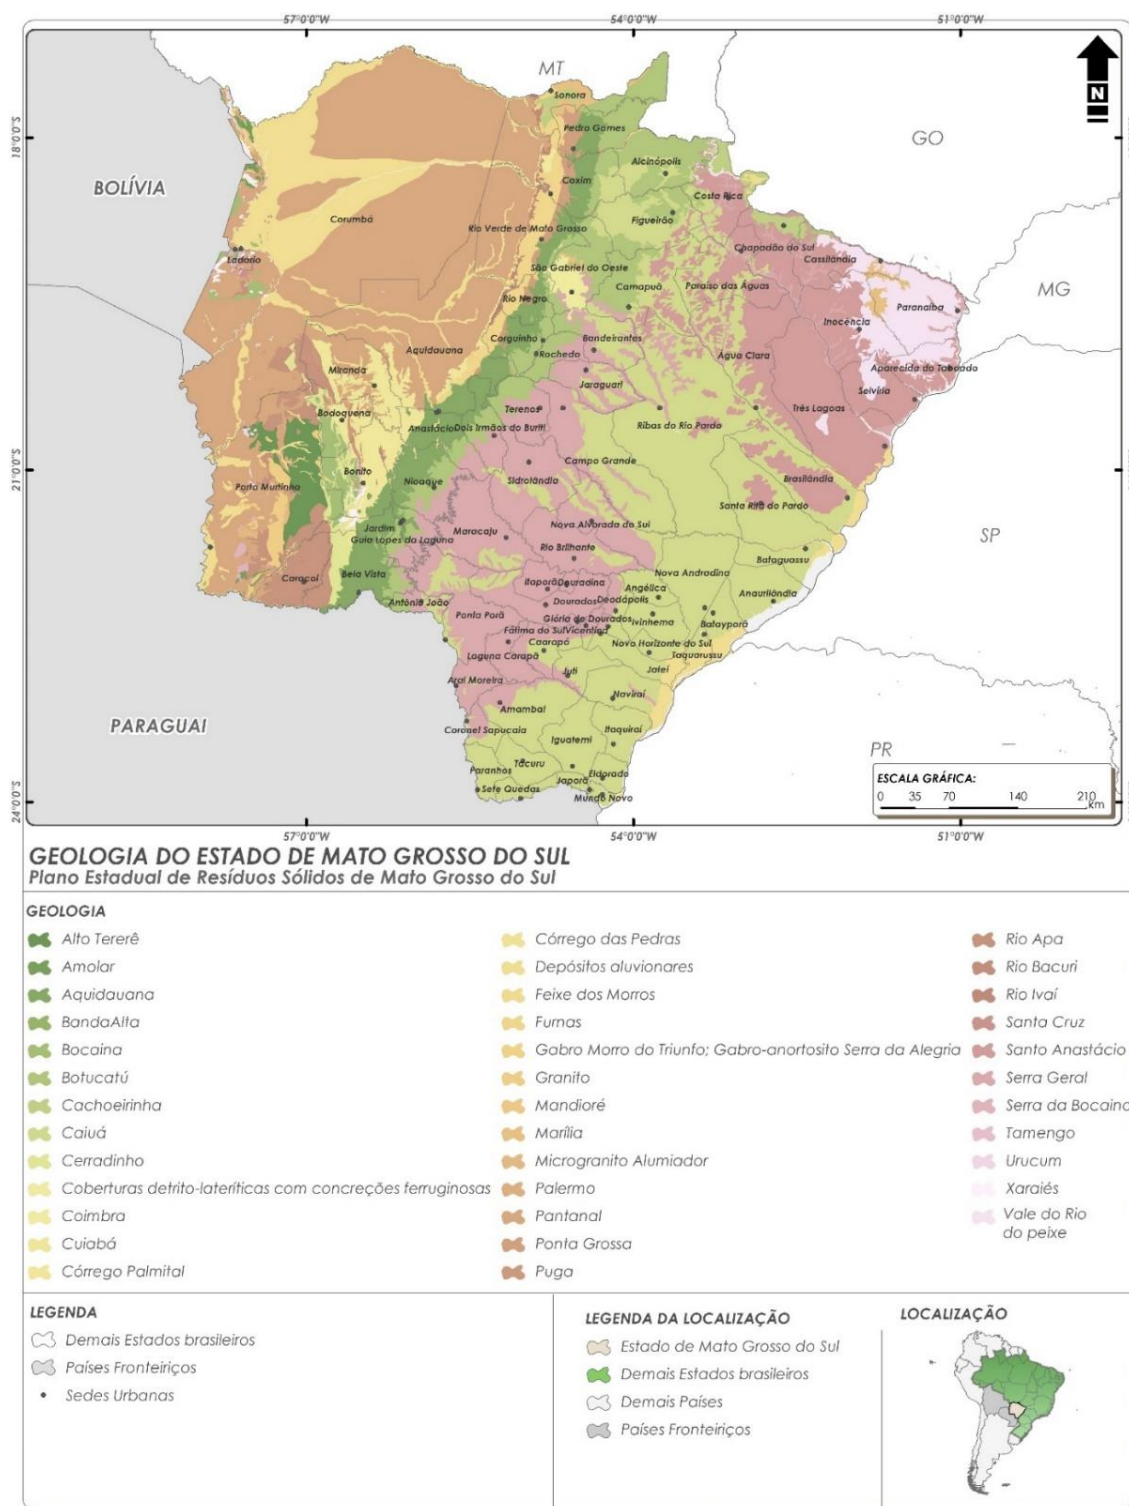 57°0'0"W 54°0'0"W 51°0'0"W
MT
Sonora
N
Pedro Gomes
GO
18°0'0"S
Alcinópolis
BOLÍVIA
Coxim
Costa Rica
Corumbá
Figueirão
Rio Verde de Mato Grosso
Chapadão do Sul
Ladário
Cassilândia
São Gabriel do Oeste
Camapuã
Paraíso das Águas
MG
Rio Negro
Paranaíba
Inocência
Corguinho
Bandeirantes
Aquidauana
Rochedo
Água Clara
Miranda
Aparecida do Taboado
Jaraguari
Selvíria
Bodoquena
Terenos
Três Lagoas
Anastácio
Dois Irmãos do Buriti
Ribas do Rio Pardo
Campo Grande
21°0'0"S
Bonito
Sidrolândia
Brasilândia
Porto Murtinho
Nioaque
Santa Rita do Pardo
Jardim
Nova Alvorada do Sul
Maracaju
SP
Guia Lopes da Laguna
Rio Brilhante
Bataguassu
Bela Vista
Nova Andradina
Caracol
Itaporã
Douradina
Angélica
Anaurilândia
Antônio João
Dourados
Deodápolis
Ponta Porã
Glória de Dourados
Ivinhema
Batayporã
Fátima do Sul
Vicentina
Caarapó
Novo Horizonte do Sul
Laguna Carapã
Taquarussu
Juti
Jateí
Aral Moreira
Naviraí
Amambai
PARAGUAI
Coronel Sapucaia
Itaquiraí
Iguatemi
PR
Tacuru
Paranhos
Eldorado
Japorã
Sete Quedas
Mundo Novo
24°0'0"S
ESCALA GRÁFICA:
0 35 70 140 210
km
57°0'0"W 54°0'0"W 51°0'0"W
GEOLOGIA DO ESTADO DE MATO GROSSO DO SUL
Plano Estadual de Resíduos Sólidos de Mato Grosso do Sul
GEOLOGIA
Alto Tererê
Amolar
Aquidauana
BandaAlta
Bocaina
Botucatú
Cachoeirinha
Caiuá
Cerradinho
Coberturas detrito-lateríticas com concreções ferruginosas
Coimbra
Cuiabá
Córrego Palmital
Córrego das Pedras
Depósitos aluvionares
Feixe dos Morros
Furnas
Gabro Morro do Triunfo; Gabro-anortosito Serra da Alegria
Granito
Mandioré
Marília
Microgranito Alumiador
Palermo
Pantanal
Ponta Grossa
Puga
Rio Apa
Rio Bacuri
Rio Ivaí
Santa Cruz
Santo Anastácio
Serra Geral
Serra da Bocaina
Tamengo
Urucum
Xaraiés
Vale do Rio
do peixe
LEGENDA
Demais Estados brasileiros
Países Fronteiriços
Sedes Urbanas
LEGENDA DA LOCALIZAÇÃO
Estado de Mato Grosso do Sul
Demais Estados brasileiros
Demais Países
Países Fronteiriços
LOCALIZAÇÃO